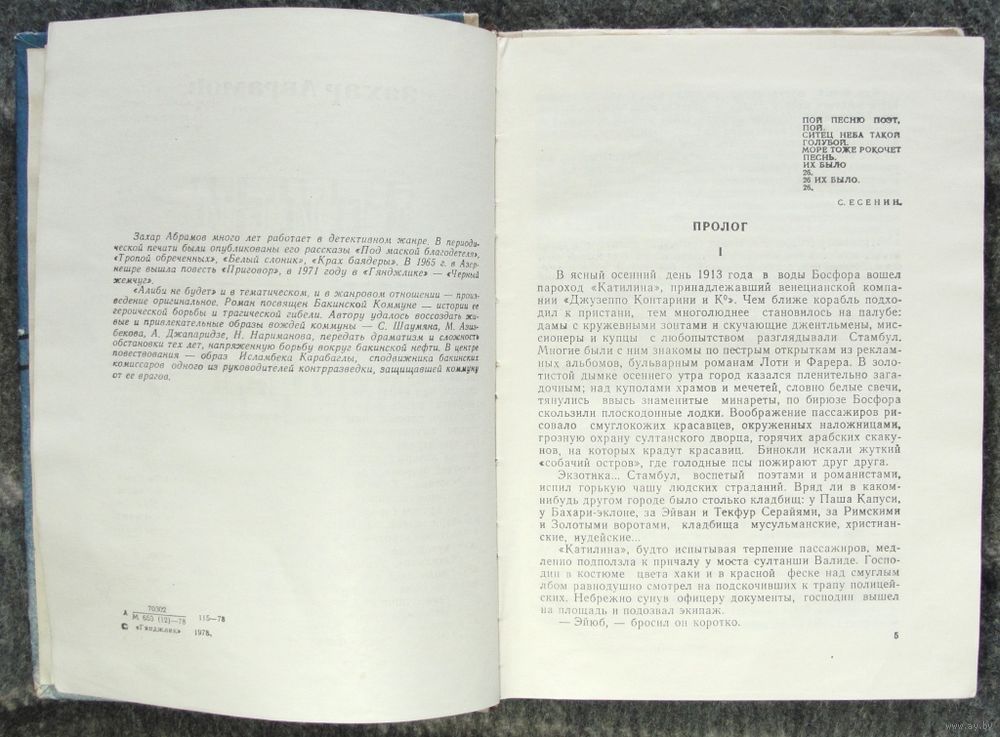 Захар Абрамов много лет работает в детективном жанре. В периоди-
ческой печати были опубликованы его рассказы «Под маской благодетеля»,
«Тропой обреченных», «Белый слоник», «Крах баядеры». В 1965 г. в Азер-
нешре вышла повесть «Приговор», в 1971 году в «Гянджлике» — «Черный
жемчуг».
«Алиби не будет» и в тематическом, и в жанровом отношении — произ-
ведение оригинальное. Роман посвящен Бакинской Коммуне — истории ее
героической борьбы и трагической гибели. Автору удалось воссоздать жи-
вые и привлекательные образы вождей коммуны — С. Шаумяна, М. Азиз-
бекова, А. Джапаридзе, Н. Нариманова, передать драматизм и сложность
обстановки тех лет, напряженную борьбу вокруг бакинской нефти. В центре
повествования — образ Исламбека Карабаглы, сподвижника бакинских
комиссаров одного из руководителей контрразведки, защищавшей коммуну
от ее врагов.
А 70302
М 655 (12)—78 115—78
© «Гянджлик» 1978.
ПОЙ ПЕСНЮ ПОЭТ,
ПОЙ.
СИТЕЦ НЕБА ТАКОЙ
ГОЛУБОЙ.
МОРЕ ТОЖЕ РОКОЧЕТ
ПЕСНЬ.
ИХ БЫЛО
26.
26 ИХ БЫЛО.
26.
С. ЕСЕНИН.
ПРОЛОГ
I
В ясный осенний день 1913 года в воды Босфора вошел
пароход «Катилина», принадлежавший венецианской компа-
нии «Джузеппо Контарини и К⁰». Чем ближе корабль подхо-
дил к пристани, тем многолюднее становилось на палубе:
дамы с кружевными зонтами и скучающие джентльмены, мис-
сионеры и купцы с любопытством разглядывали Стамбул.
Многие были с ним знакомы по пестрым открыткам из реклам-
ных альбомов, бульварным романам Лоти и Фарера. В золо-
тистой дымке осеннего утра город казался пленительно зага-
дочным; над куполами храмов и мечетей, словно белые свечи,
тянулись ввысь знаменитые минареты, по бирюзе Босфора
скользили плоскодонные лодки. Воображение пассажиров ри-
совало смуглокожих красавцев, окруженных наложницами,
грозную охрану султанского дворца, горячих арабских скаку-
нов, на которых крадут красавиц. Бинокли искали жуткий
«собачий остров», где голодные псы пожирают друг друга.
Экзотика... Стамбул, воспетый поэтами и романистами,
испил горькую чашу людских страданий. Вряд ли в каком-
нибудь другом городе было столько кладбищ: у Паша Капуси,
у Бахари-эклоне, за Эйван и Текфур Серайями, за Римскими
и Золотыми воротами, кладбища мусульманские, христиан-
ские, иудейские...
«Катилина», будто испытывая терпение пассажиров, мед-
ленно подползла к причалу у моста султанши Валиде. Госпо-
дин в костюме цвета хаки и в красной феске над смуглым
лбом равнодушно смотрел на подскочивших к трапу полицей-
ских. Небрежно сунув офицеру документы, господин вышел
на площадь и подозвал экипаж.
— Эйюб, — бросил он коротко.
5
www.ay.by